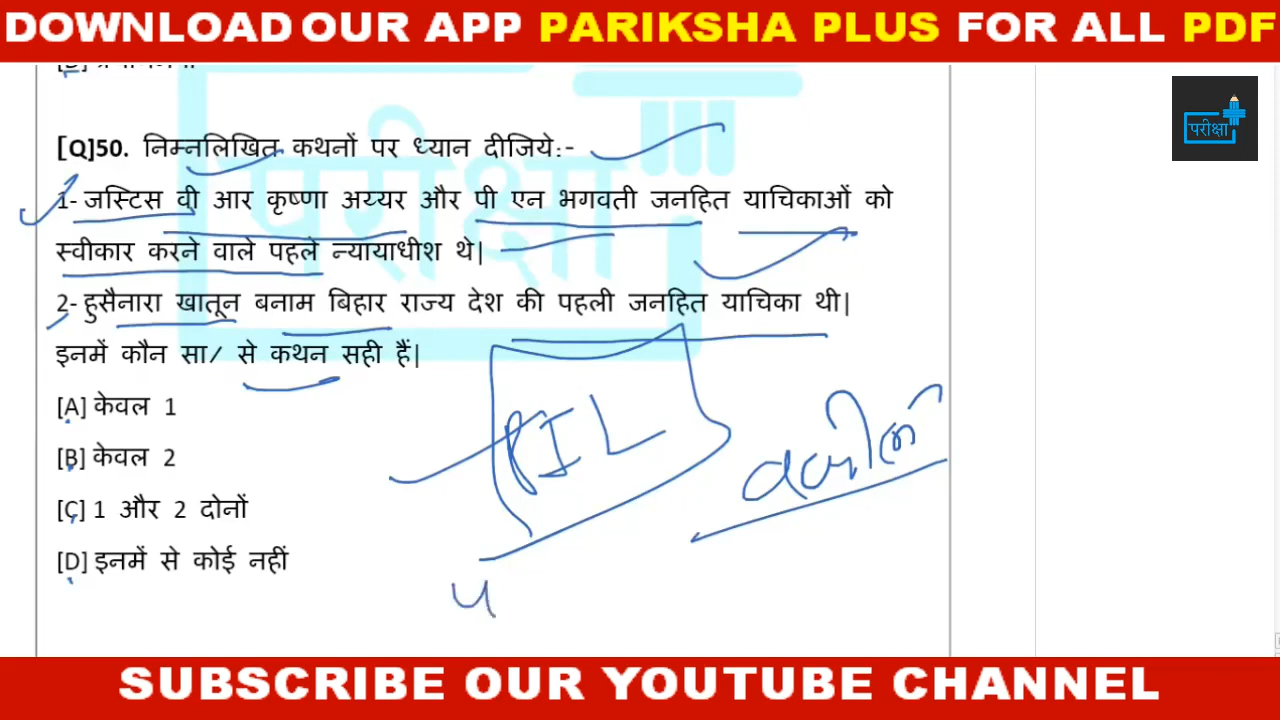 DOWNLOAD OUR APP PARIKSHA PLUS FOR ALL PDF
परीक्षा
[Q]50. निम्नलिखित कथनों पर ध्यान दीजिये:-
1- जस्टिस वी आर कृष्णा अय्यर और पी एन भगवती जनहित याचिकाओं को
स्वीकार करने वाले पहले न्यायाधीश थे|
2- हुसैनारा खातून बनाम बिहार राज्य देश की पहली जनहित याचिका थी|
इनमें कौन सा/ से कथन सही हैं|
[A] केवल 1
[B] केवल 2
[C] 1 और 2 दोनों
[D] इनमें से कोई नहीं
PIL
परीक्षा
SUBSCRIBE OUR YOUTUBE CHANNEL